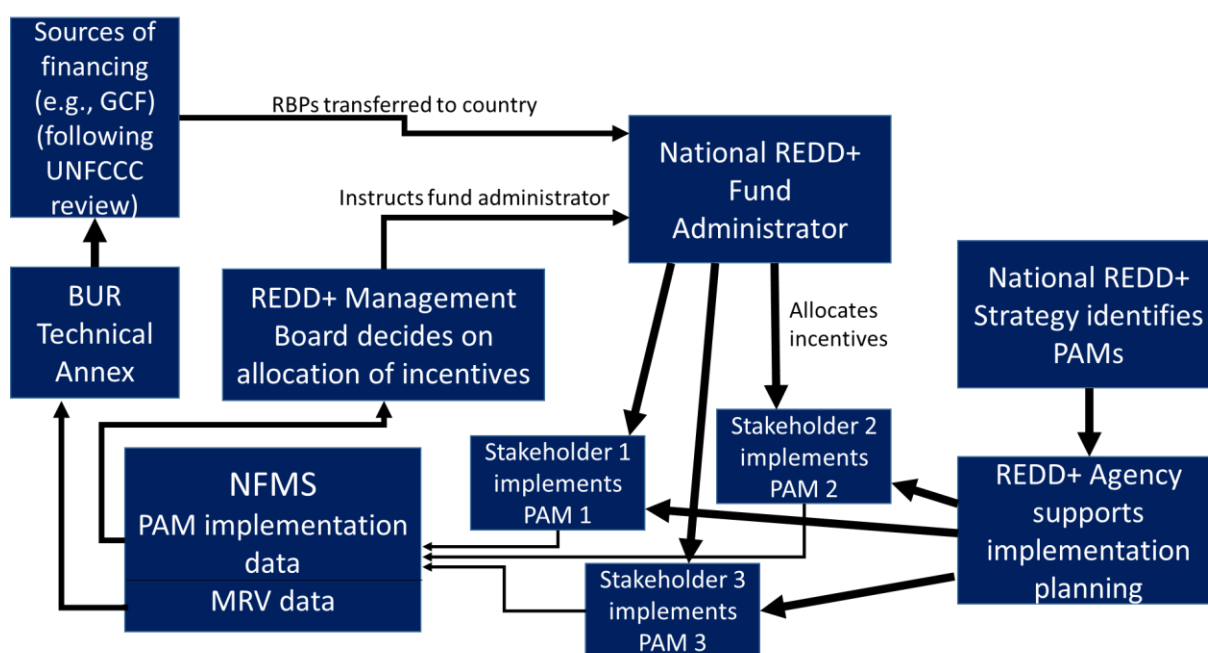 Sources of
financing
(e.g., GCF)
(following
UNFCCC
review)
RBPs transferred to country
National REDD+
Fund
Administrator
Instructs fund administrator
BUR
Technical
Annex
REDD+ Management
Board decides on
allocation of incentives
Allocates
incentives
National REDD+
Strategy identifies
PAMs
Stakeholder 1
implements
PAM 1
Stakeholder 2
implements
PAM 2
NFMS
PAM implementation
data
MRV data
REDD+ Agency
supports
implementation
planning
Stakeholder 3
implements
PAM 3